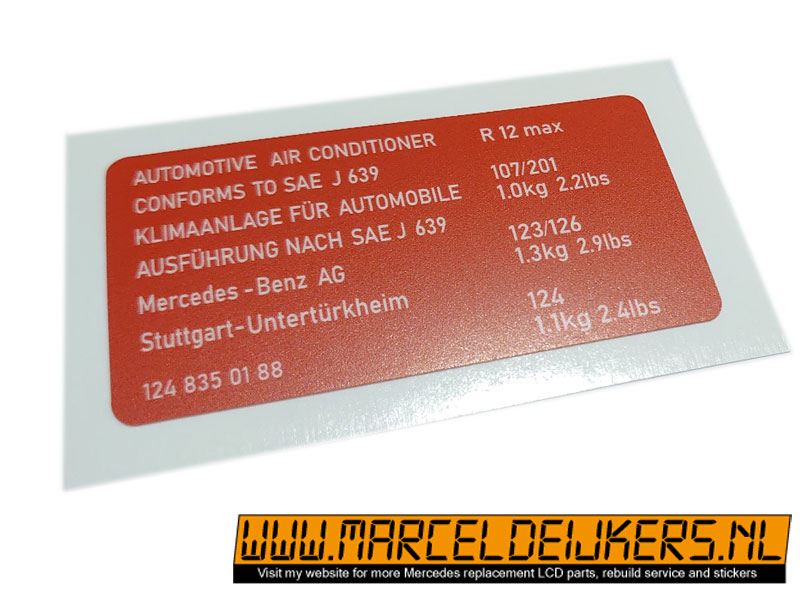 AUTOMOTIVE AIR CONDITIONER
CONFORMS TO SAE J 639
KLIMAANLAGE FÜR AUTOMOBILE
AUSFÜHRUNG NACH SAE J 639
Mercedes-Benz AG
Stuttgart-Untertürkheim
124 835 01 88
R 12 max
107/201
1.0kg 2.2lbs
123/126
1.3kg 2.9lbs
124
1.1kg 2.4lbs
WWW.MARCELDEIJKERS.NL
Visit my website for more Mercedes replacement LCD parts, rebuild service and stickers